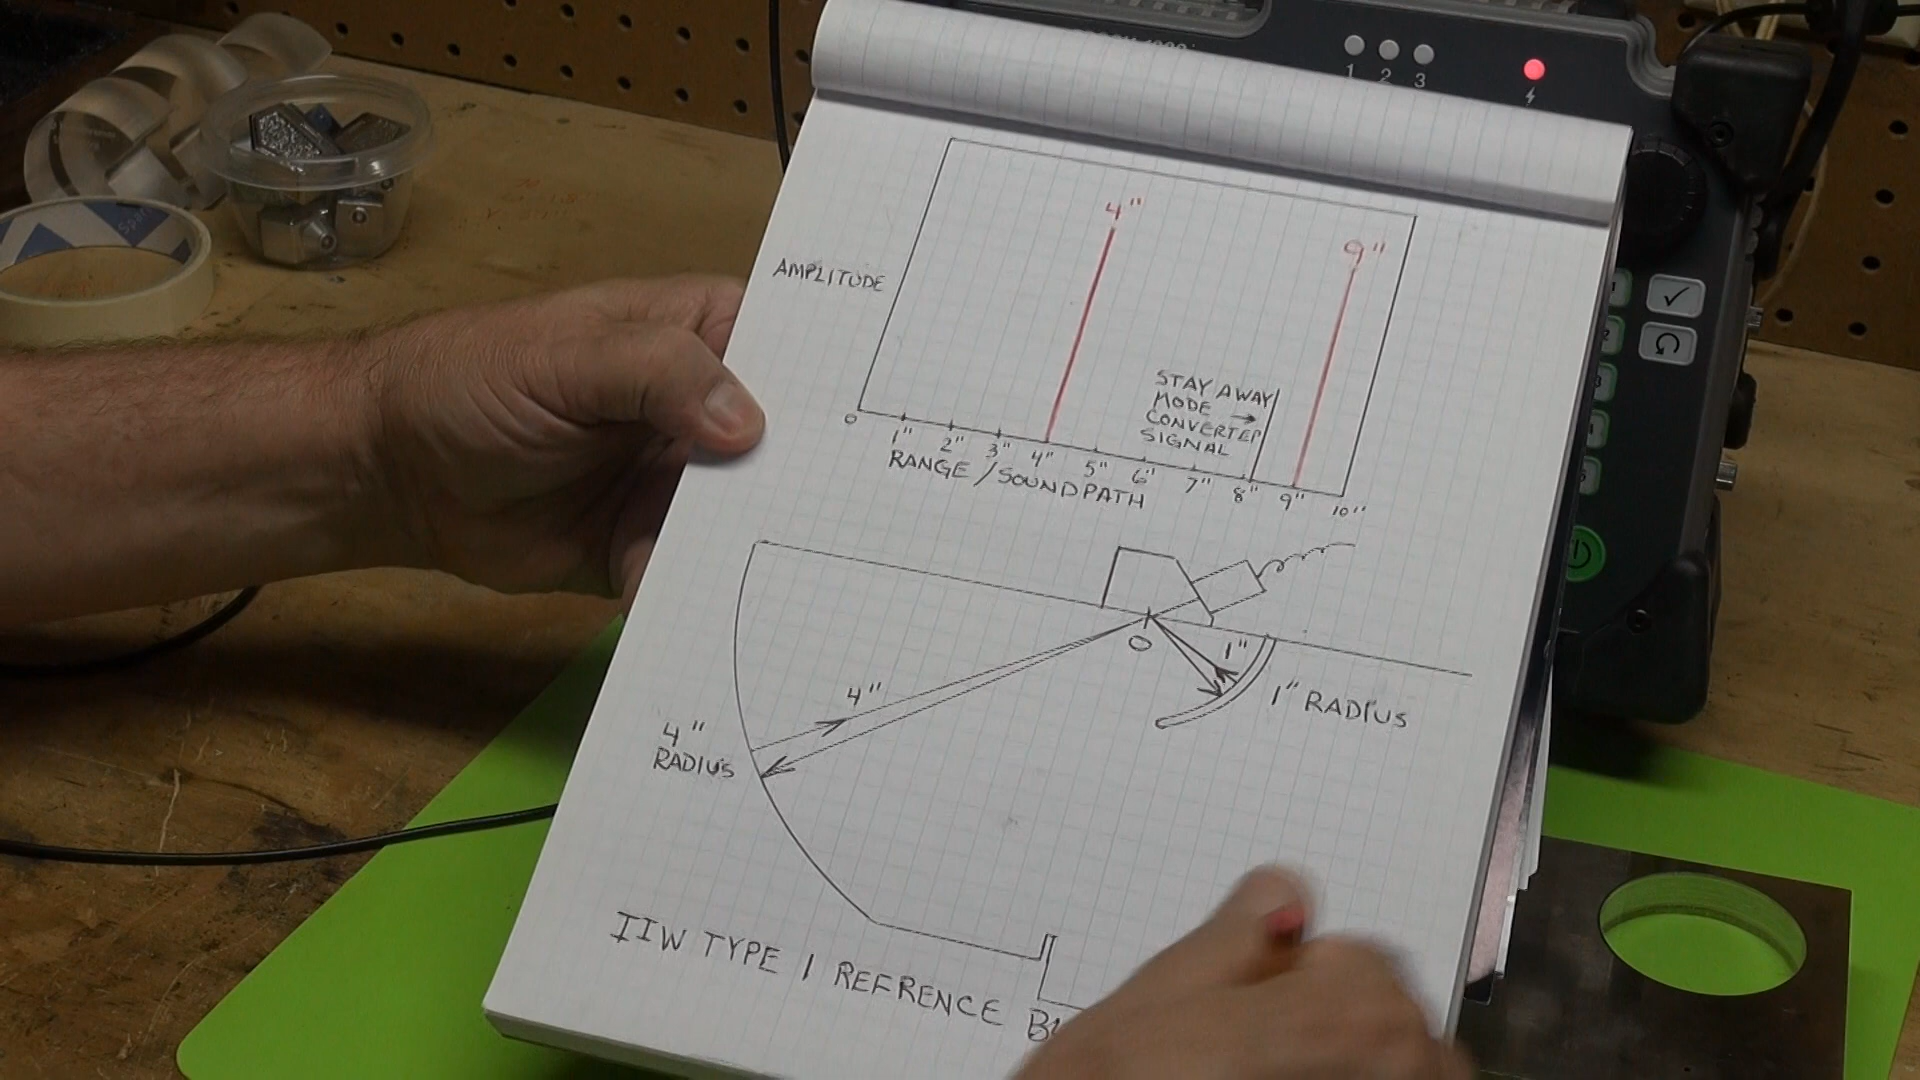 1 2 3
4"
9"
AMPLITUDE
STAY AWAY
MODE →
CONVERTED
SIGNAL
0 1" 2" 3" 4" 5" 6" 7" 8" 9" 10"
RANGE/SOUNDPATH
0
1"
1" RADIUS
4"
4"
RADIUS
IIW TYPE 1 REFRENCE